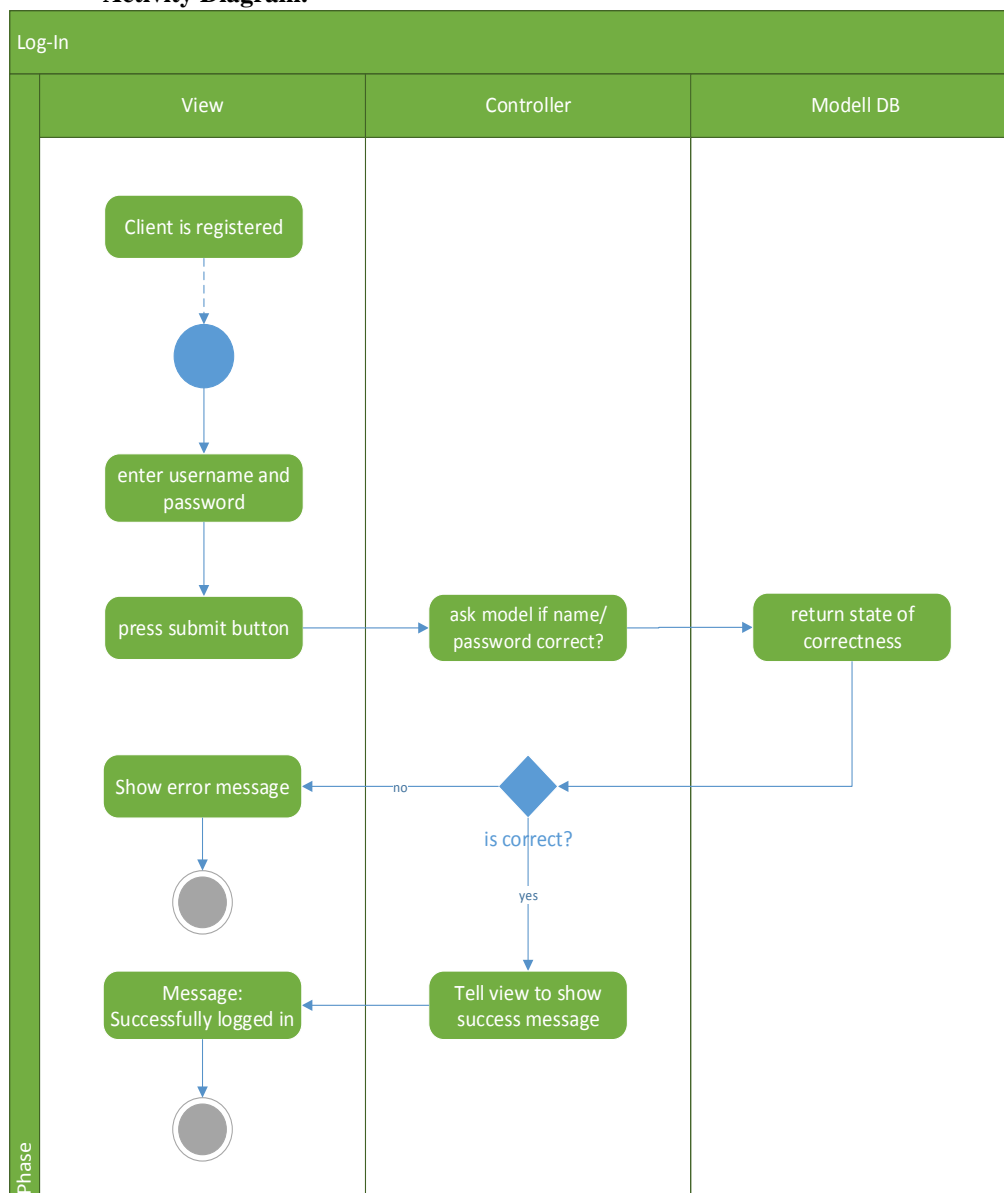 Activity Diagram:
Log-In
View
Controller
Modell DB
Client is registered
enter username and
password
press submit button
ask model if name/
password correct?
return state of
correctness
Show error message
no
is correct?
yes
Message:
Successfully logged in
Tell view to show
success message
Phase